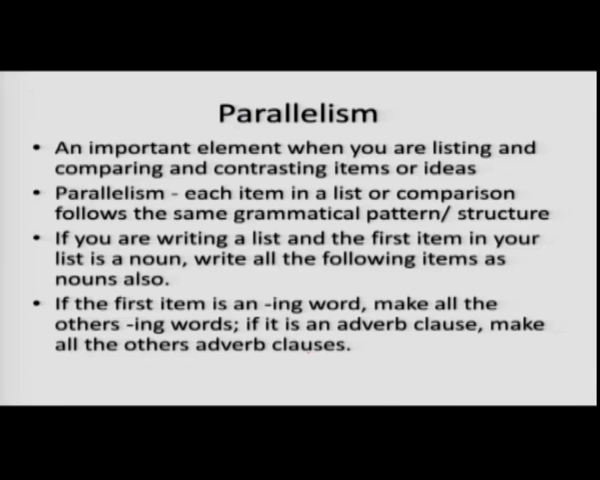 Parallelism
• An important element when you are listing and
comparing and contrasting items or ideas
• Parallelism - each item in a list or comparison
follows the same grammatical pattern/ structure
• If you are writing a list and the first item in your
list is a noun, write all the following items as
nouns also.
• If the first item is an -ing word, make all the
others -ing words; if it is an adverb clause, make
all the others adverb clauses.